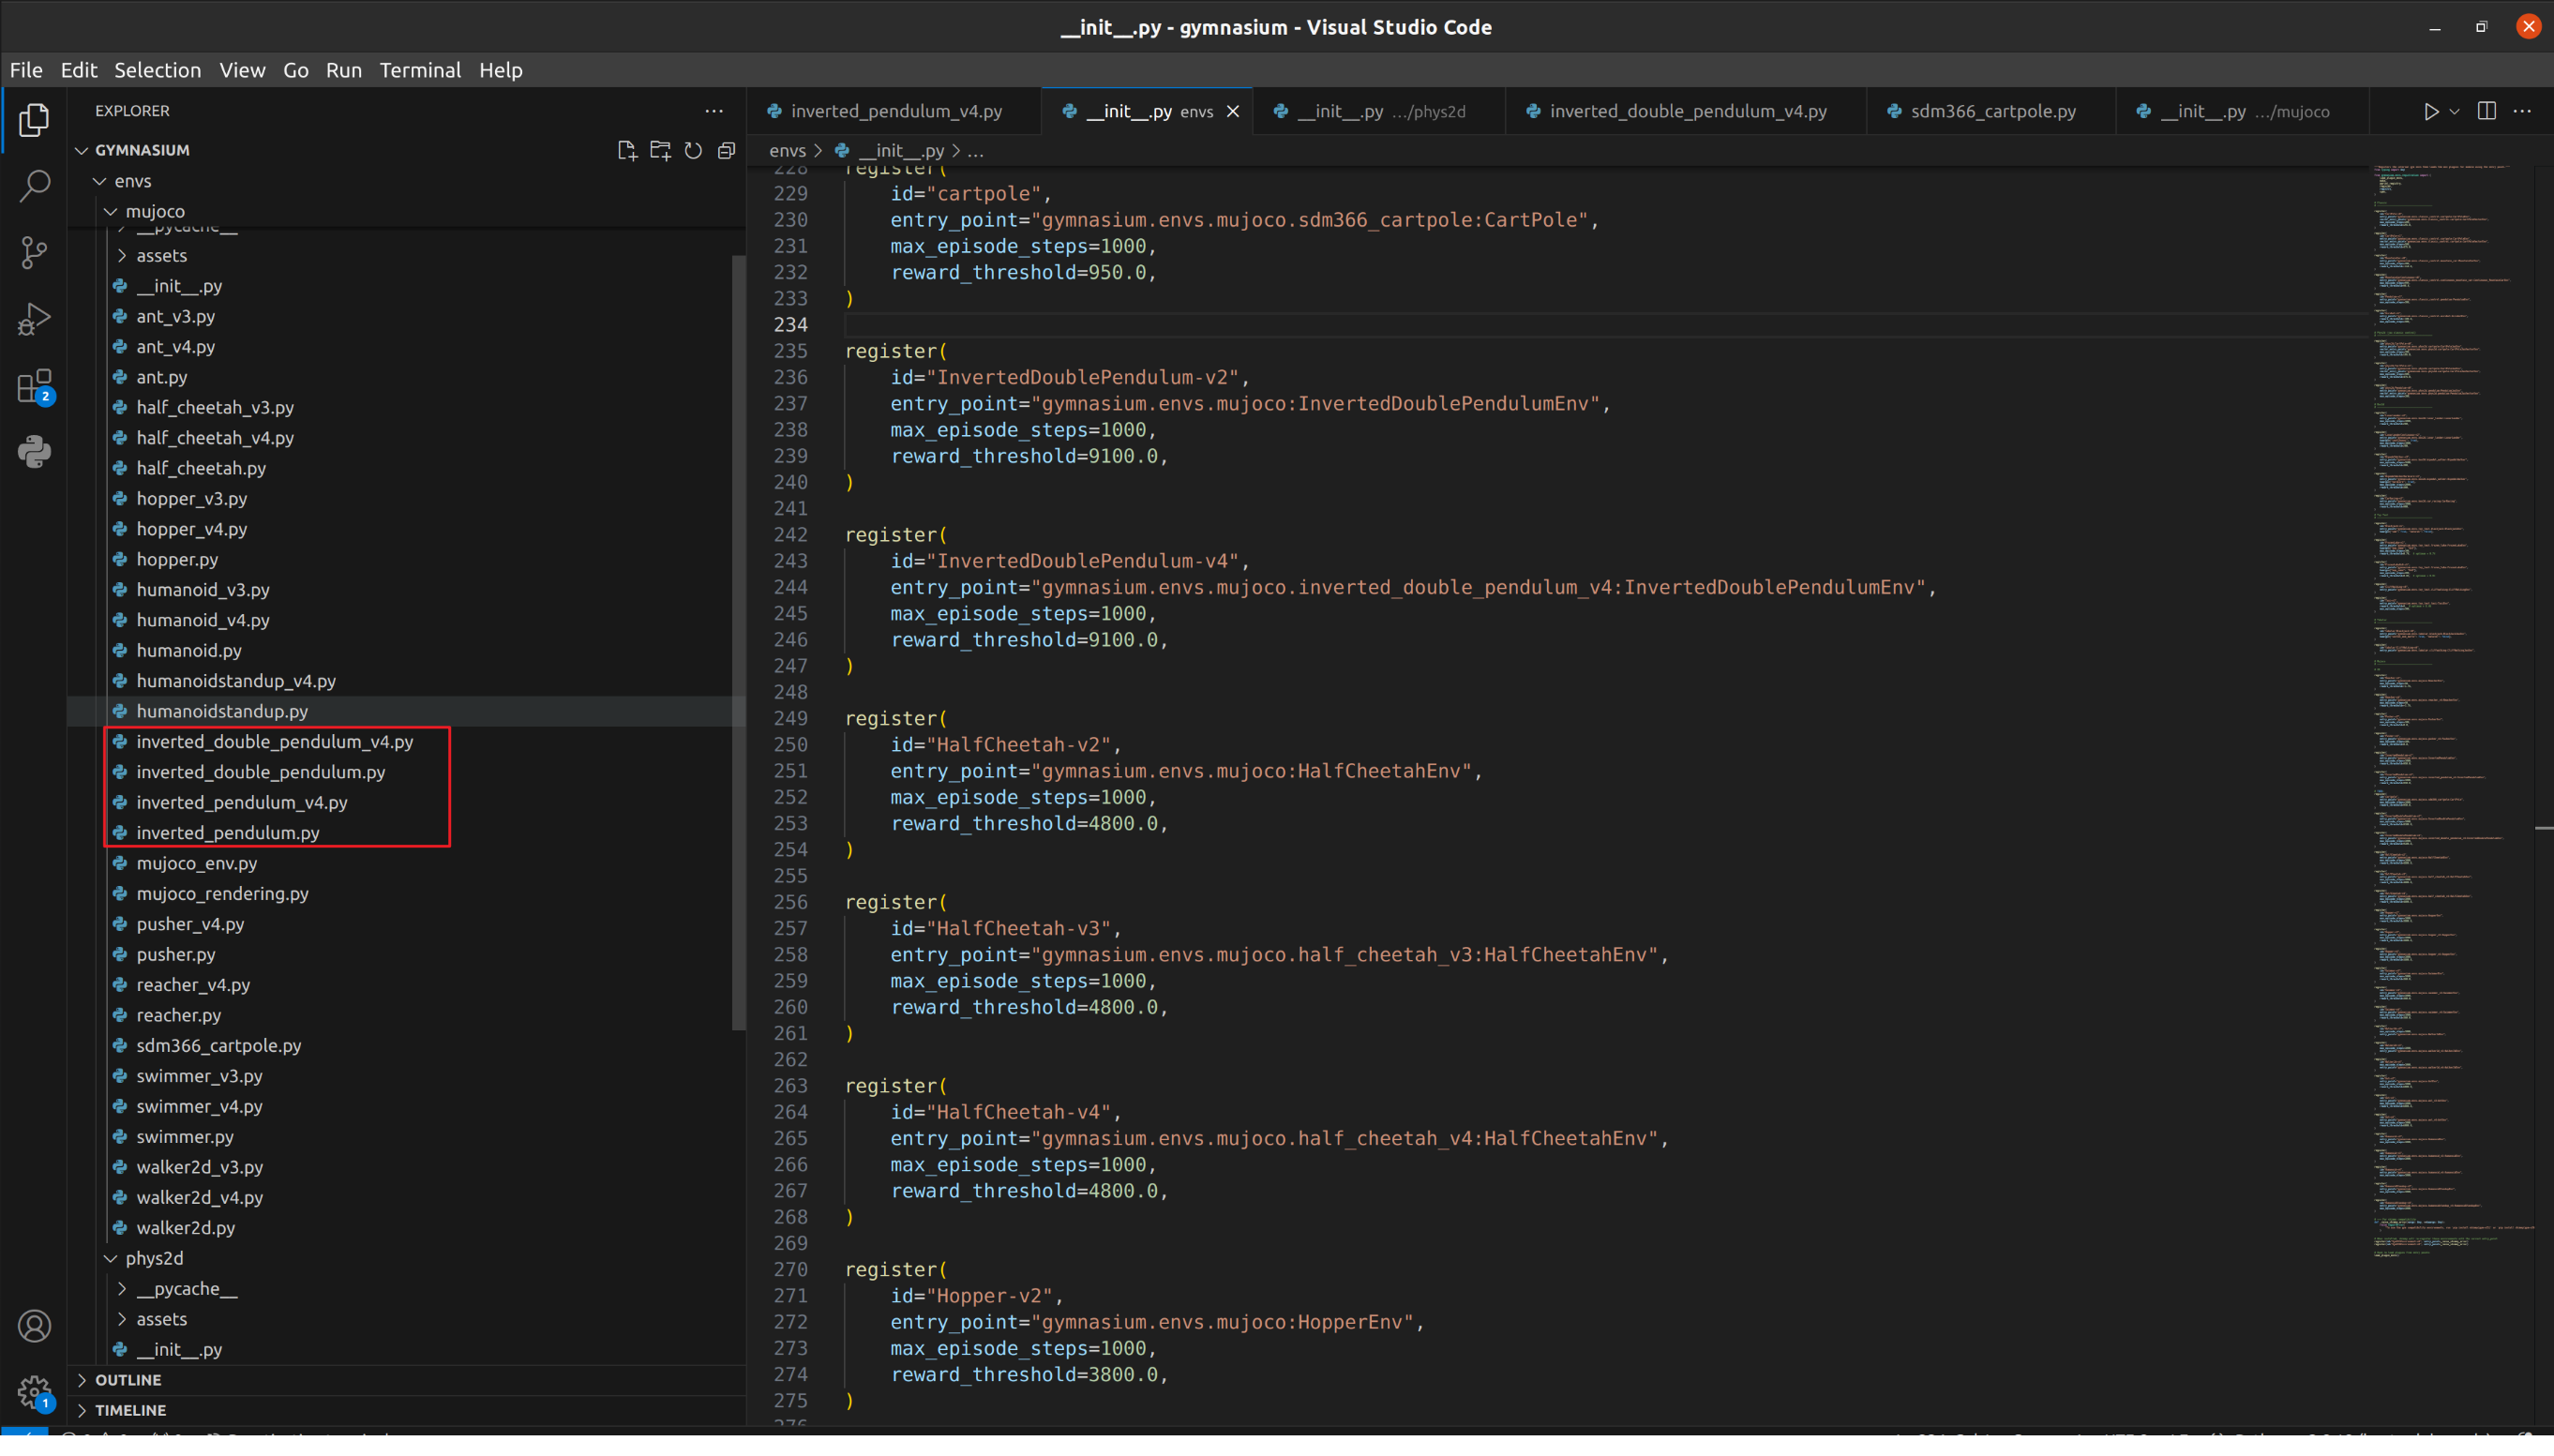 __init__.py - gymnasium - Visual Studio Code
File Edit Selection View Go Run Terminal Help
EXPLORER
GYMNASIUM
envs
mujoco
__pycache__
assets
__init__.py
ant_v3.py
ant_v4.py
ant.py
half_cheetah_v3.py
half_cheetah_v4.py
half_cheetah.py
hopper_v3.py
hopper_v4.py
hopper.py
humanoid_v3.py
humanoid_v4.py
humanoid.py
humanoidstandup_v4.py
humanoidstandup.py
inverted_double_pendulum_v4.py
inverted_double_pendulum.py
inverted_pendulum_v4.py
inverted_pendulum.py
mujoco_env.py
mujoco_rendering.py
pusher_v4.py
pusher.py
reacher_v4.py
reacher.py
sdm366_cartpole.py
swimmer_v3.py
swimmer_v4.py
swimmer.py
walker2d_v3.py
walker2d_v4.py
walker2d.py
phys2d
__pycache__
assets
__init__.py
OUTLINE
TIMELINE
2
1
inverted_pendulum_v4.py __init__.py envs __init__.py .../phys2d inverted_double_pendulum_v4.py sdm366_cartpole.py __init__.py .../mujoco
envs > __init__.py > ...
228 register(
229 id="cartpole",
230 entry_point="gymnasium.envs.mujoco.sdm366_cartpole:CartPole",
231 max_episode_steps=1000,
232 reward_threshold=950.0,
233 )
234
235 register(
236 id="InvertedDoublePendulum-v2",
237 entry_point="gymnasium.envs.mujoco:InvertedDoublePendulumEnv",
238 max_episode_steps=1000,
239 reward_threshold=9100.0,
240 )
241
242 register(
243 id="InvertedDoublePendulum-v4",
244 entry_point="gymnasium.envs.mujoco.inverted_double_pendulum_v4:InvertedDoublePendulumEnv",
245 max_episode_steps=1000,
246 reward_threshold=9100.0,
247 )
248
249 register(
250 id="HalfCheetah-v2",
251 entry_point="gymnasium.envs.mujoco:HalfCheetahEnv",
252 max_episode_steps=1000,
253 reward_threshold=4800.0,
254 )
255
256 register(
257 id="HalfCheetah-v3",
258 entry_point="gymnasium.envs.mujoco.half_cheetah_v3:HalfCheetahEnv",
259 max_episode_steps=1000,
260 reward_threshold=4800.0,
261 )
262
263 register(
264 id="HalfCheetah-v4",
265 entry_point="gymnasium.envs.mujoco.half_cheetah_v4:HalfCheetahEnv",
266 max_episode_steps=1000,
267 reward_threshold=4800.0,
268 )
269
270 register(
271 id="Hopper-v2",
272 entry_point="gymnasium.envs.mujoco:HopperEnv",
273 max_episode_steps=1000,
274 reward_threshold=3800.0,
275 )
276